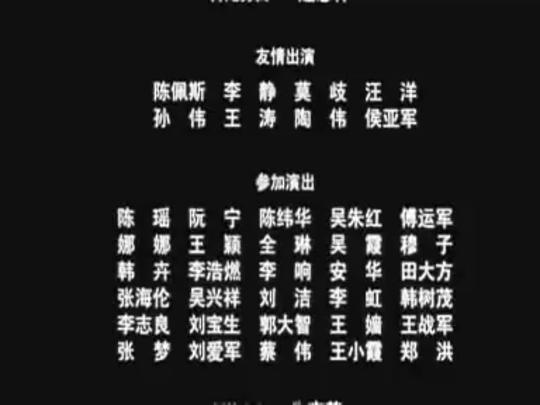 友情出演
陈佩斯 李静 莫岐 汪洋
孙伟 王涛 陶伟 侯亚军
参加演出
陈瑶 阮宁 陈纬华 吴朱红 傅运军
娜娜 王颖 全琳 吴霞 穆子
韩卉 李浩燃 李响 安华 田大方
张海伦 吴兴祥 刘洁 李虹 韩树茂
李志良 刘宝生 郭大智 王婳 王战军
张梦 刘爱军 蔡伟 王小霞 郑洪